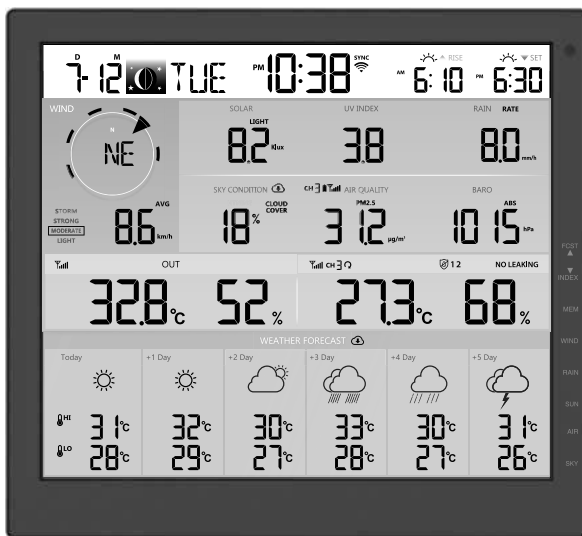 D M SYNC RISE SET
7-12 TUE PM 10:38 AM 6:10 PM 6:30
WIND SOLAR UV INDEX RAIN RATE
N LIGHT
NE 8.2 Klux 3.8 8.0 mm/h
SKY CONDITION CH 3 AIR QUALITY BARO
AVG CLOUD COVER PM2.5 ABS
STORM
STRONG
MODERATE
LIGHT
8.6 km/h 18 % 31.2 µg/m³ 1015 hPa
OUT CH 3 1 2 NO LEAKING
32.8 °C 52 % 27.3 °C 68 %
WEATHER FORECAST
Today +1 Day +2 Day +3 Day +4 Day +5 Day
HI 31 °C 32 °C 30 °C 33 °C 30 °C 31 °C
LO 28 °C 29 °C 27 °C 28 °C 27 °C 26 °C
FCST
INDEX
MEM
WIND
RAIN
SUN
AIR
SKY